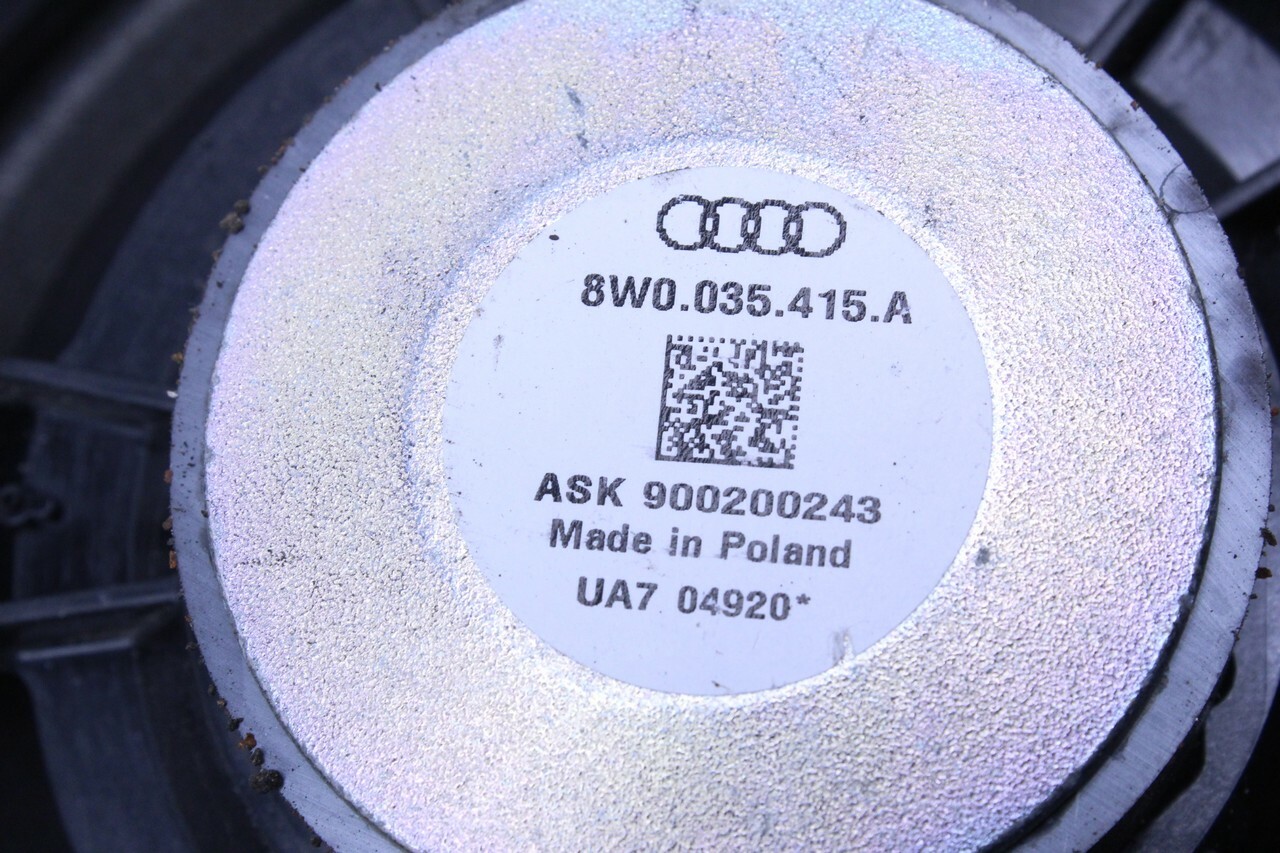 8W0.035.415.A
ASK 900200243
Made in Poland
UA7 04920*